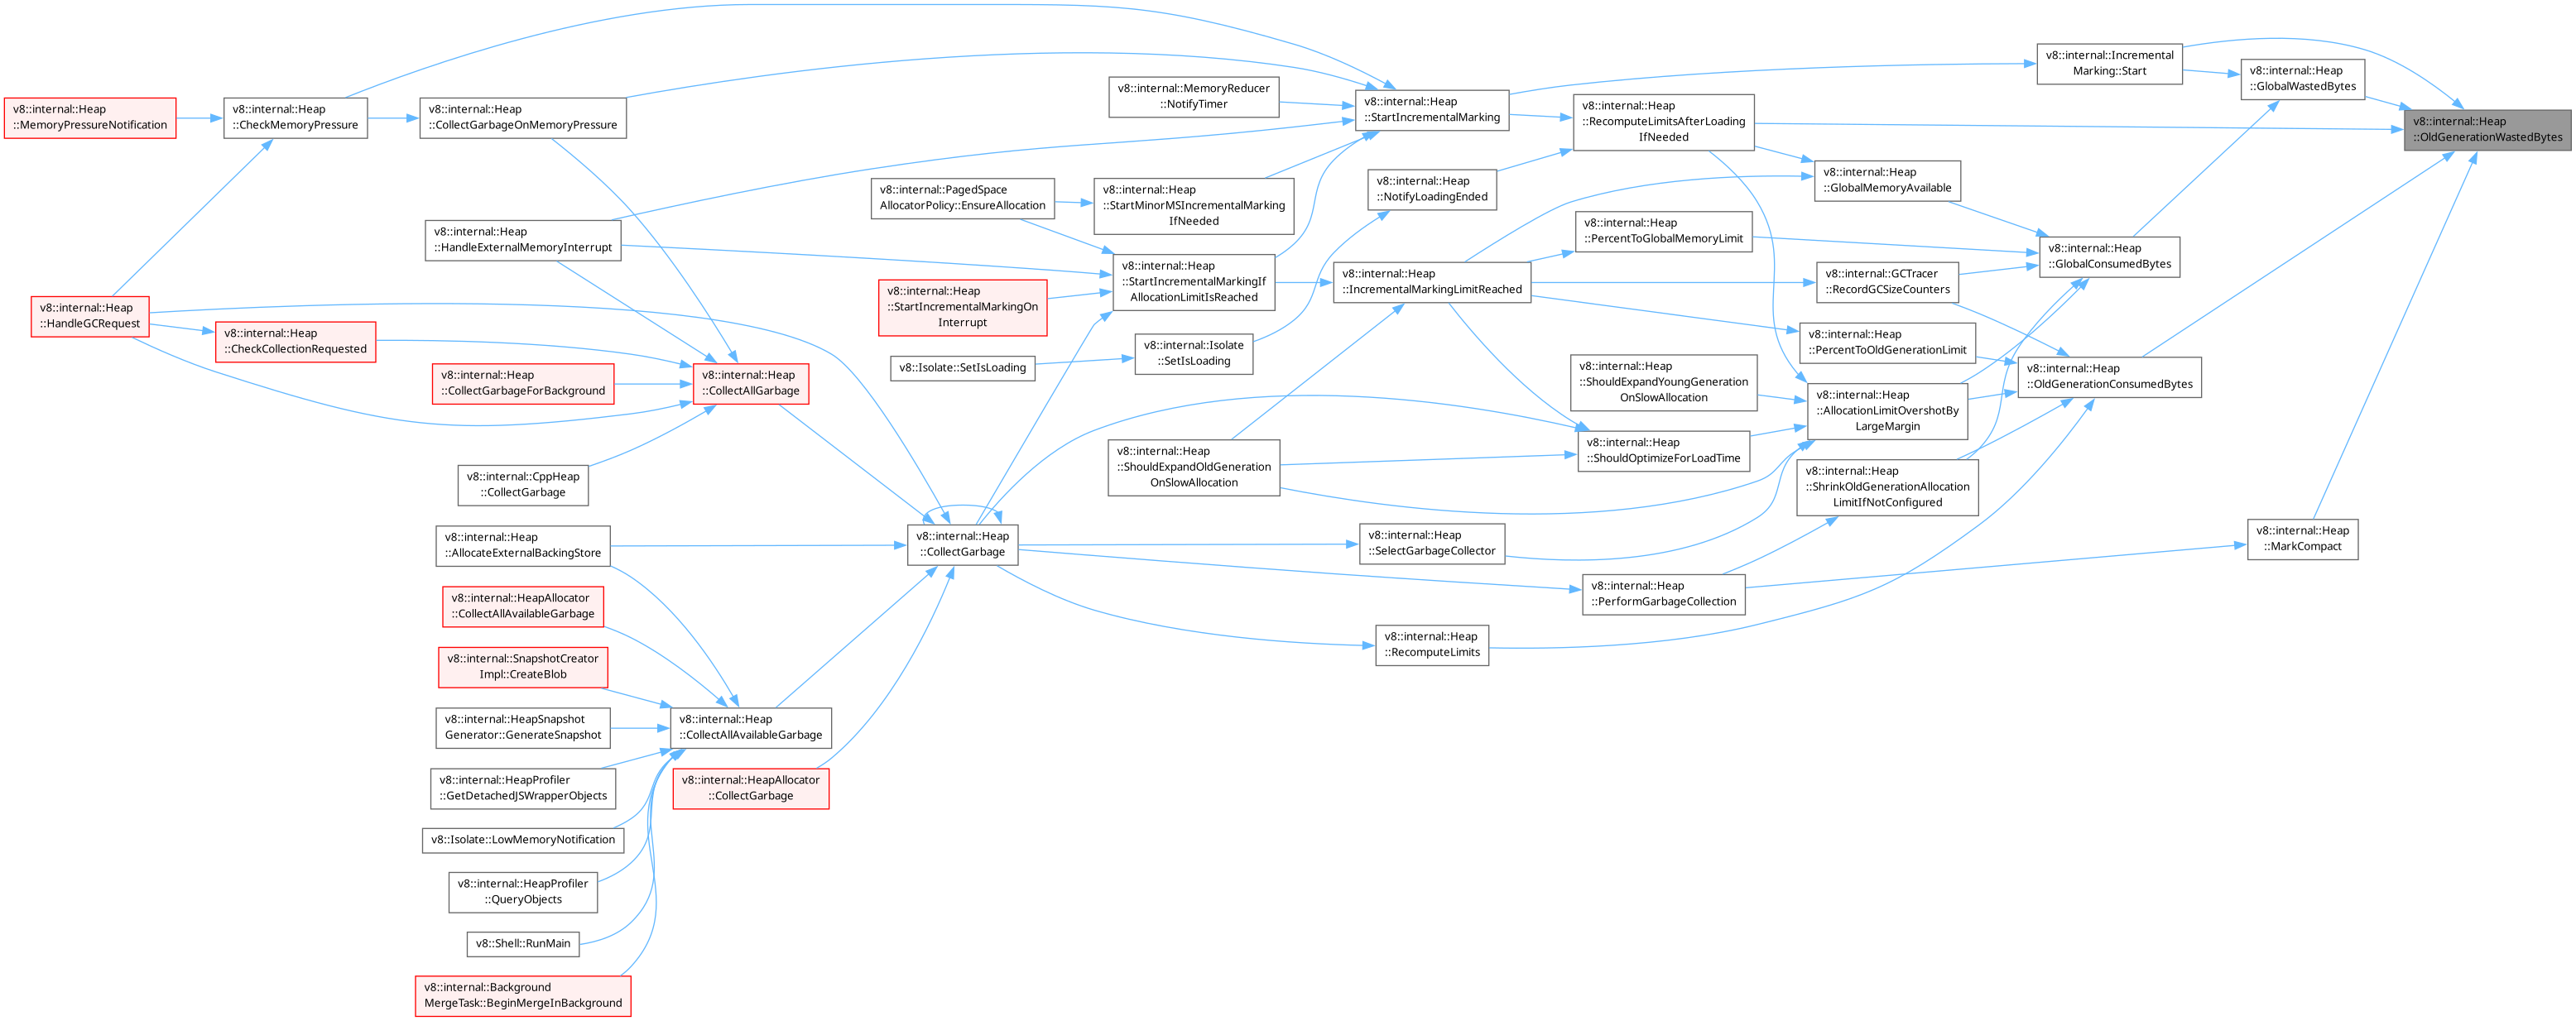 v8::internal::Heap
::MemoryPressureNotification
v8::internal::Heap
::CheckMemoryPressure
v8::internal::Heap
::CollectGarbageOnMemoryPressure
v8::internal::MemoryReducer
::NotifyTimer
v8::internal::Heap
::StartIncrementalMarking
v8::internal::Heap
::RecomputeLimitsAfterLoading
IfNeeded
v8::internal::Incremental
Marking::Start
v8::internal::Heap
::GlobalWastedBytes
v8::internal::Heap
::OldGenerationWastedBytes
v8::internal::PagedSpace
AllocatorPolicy::EnsureAllocation
v8::internal::Heap
::StartMinorMSIncrementalMarking
IfNeeded
v8::internal::Heap
::NotifyLoadingEnded
v8::internal::Heap
::GlobalMemoryAvailable
v8::internal::Heap
::HandleExternalMemoryInterrupt
v8::internal::Heap
::PercentToGlobalMemoryLimit
v8::internal::Heap
::GlobalConsumedBytes
v8::internal::Heap
::StartIncrementalMarkingIf
AllocationLimitIsReached
v8::internal::Heap
::IncrementalMarkingLimitReached
v8::internal::GCTracer
::RecordGCSizeCounters
v8::internal::Heap
::StartIncrementalMarkingOn
Interrupt
v8::internal::Heap
::HandleGCRequest
v8::internal::Heap
::CheckCollectionRequested
v8::internal::Isolate
::SetIsLoading
v8::Isolate::SetIsLoading
v8::internal::Heap
::PercentToOldGenerationLimit
v8::internal::Heap
::CollectGarbageForBackground
v8::internal::Heap
::CollectAllGarbage
v8::internal::Heap
::ShouldExpandYoungGeneration
OnSlowAllocation
v8::internal::Heap
::AllocationLimitOvershotBy
LargeMargin
v8::internal::Heap
::OldGenerationConsumedBytes
v8::internal::CppHeap
::CollectGarbage
v8::internal::Heap
::ShouldExpandOldGeneration
OnSlowAllocation
v8::internal::Heap
::ShouldOptimizeForLoadTime
v8::internal::Heap
::ShrinkOldGenerationAllocation
LimitIfNotConfigured
v8::internal::Heap
::AllocateExternalBackingStore
v8::internal::Heap
::CollectGarbage
v8::internal::Heap
::SelectGarbageCollector
v8::internal::Heap
::MarkCompact
v8::internal::HeapAllocator
::CollectAllAvailableGarbage
v8::internal::Heap
::PerformGarbageCollection
v8::internal::SnapshotCreator
Impl::CreateBlob
v8::internal::Heap
::RecomputeLimits
v8::internal::HeapSnapshot
Generator::GenerateSnapshot
v8::internal::Heap
::CollectAllAvailableGarbage
v8::internal::HeapProfiler
::GetDetachedJSWrapperObjects
v8::internal::HeapAllocator
::CollectGarbage
v8::Isolate::LowMemoryNotification
v8::internal::HeapProfiler
::QueryObjects
v8::Shell::RunMain
v8::internal::Background
MergeTask::BeginMergeInBackground